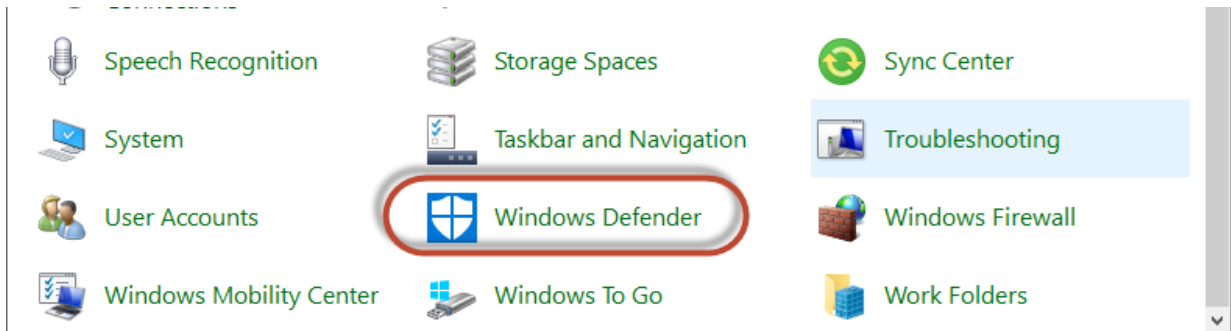 Speech Recognition
Storage Spaces
Sync Center
System
Taskbar and Navigation
Troubleshooting
User Accounts
Windows Defender
Windows Firewall
Windows Mobility Center
Windows To Go
Work Folders